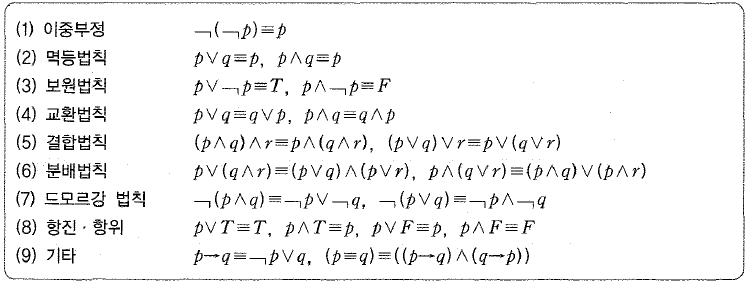 (1) 이중부정 ¬(¬p)≡p
(2) 멱등법칙 p∨q≡p, p∧q≡p
(3) 보원법칙 p∨¬p≡T, p∧¬p≡F
(4) 교환법칙 p∨q≡q∨p, p∧q≡q∧p
(5) 결합법칙 (p∧q)∧r≡p∧(q∧r), (p∨q)∨r≡p∨(q∨r)
(6) 분배법칙 p∨(q∧r)≡(p∨q)∧(p∨r), p∧(q∨r)≡(p∧q)∨(p∧r)
(7) 드모르강 법칙 ¬(p∧q)≡¬p∨¬q, ¬(p∨q)≡¬p∧¬q
(8) 항진·항위 p∨T≡T, p∧T≡p, p∨F≡p, p∧F≡F
(9) 기타 p→q≡¬p∨q, (p≡q)≡((p→q)∧(q→p))